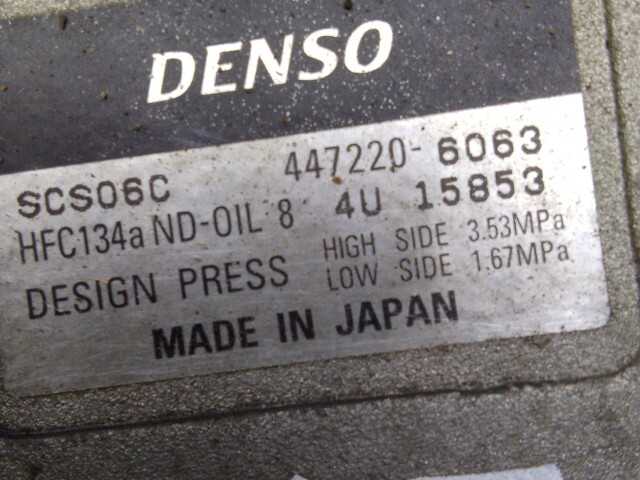 DENSO
SCS06C 447220-6063
HFC134a ND-OIL 8 4U 15853
DESIGN PRESS HIGH SIDE 3.53MPa
LOW SIDE 1.67MPa
MADE IN JAPAN